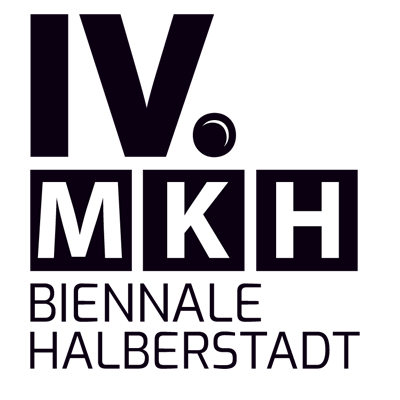 IV.
MKH
BIENNALE
HALBERSTADT